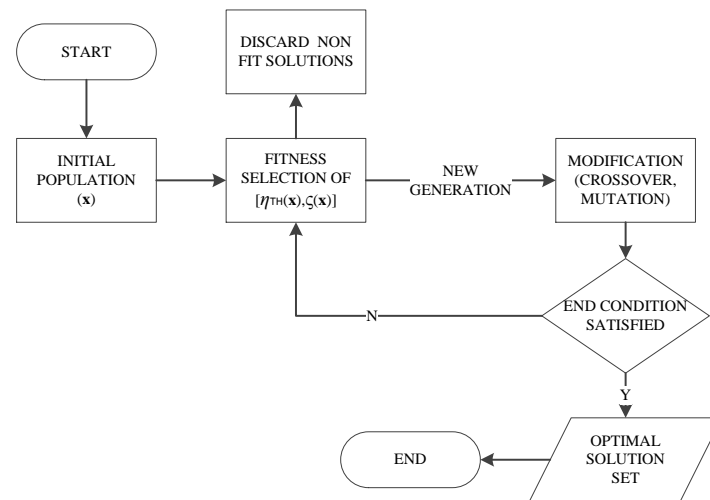 START
DISCARD NON
FIT SOLUTIONS
INITIAL
POPULATION
(x)
FITNESS
SELECTION OF
[ηTH(x),ς(x)]
NEW
GENERATION
MODIFICATION
(CROSSOVER,
MUTATION)
END CONDITION
SATISFIED
N
Y
OPTIMAL
SOLUTION
SET
END